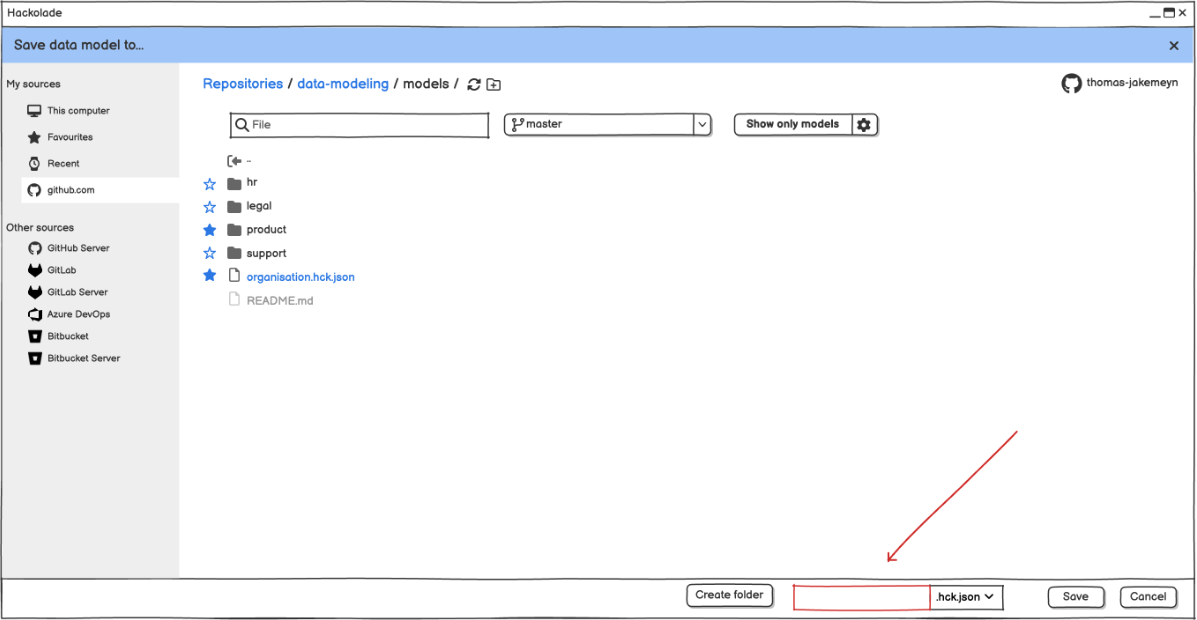 Hackolade
Save data model to...
My sources
This computer
Favourites
Recent
github.com
Other sources
GitHub Server
GitLab
GitLab Server
Azure DevOps
Bitbucket
Bitbucket Server
Repositories / data-modeling / models /
thomas-jakemeyn
File
master
Show only models
..
hr
legal
product
support
organisation.hck.json
README.md
Create folder
.hck.json
Save
Cancel